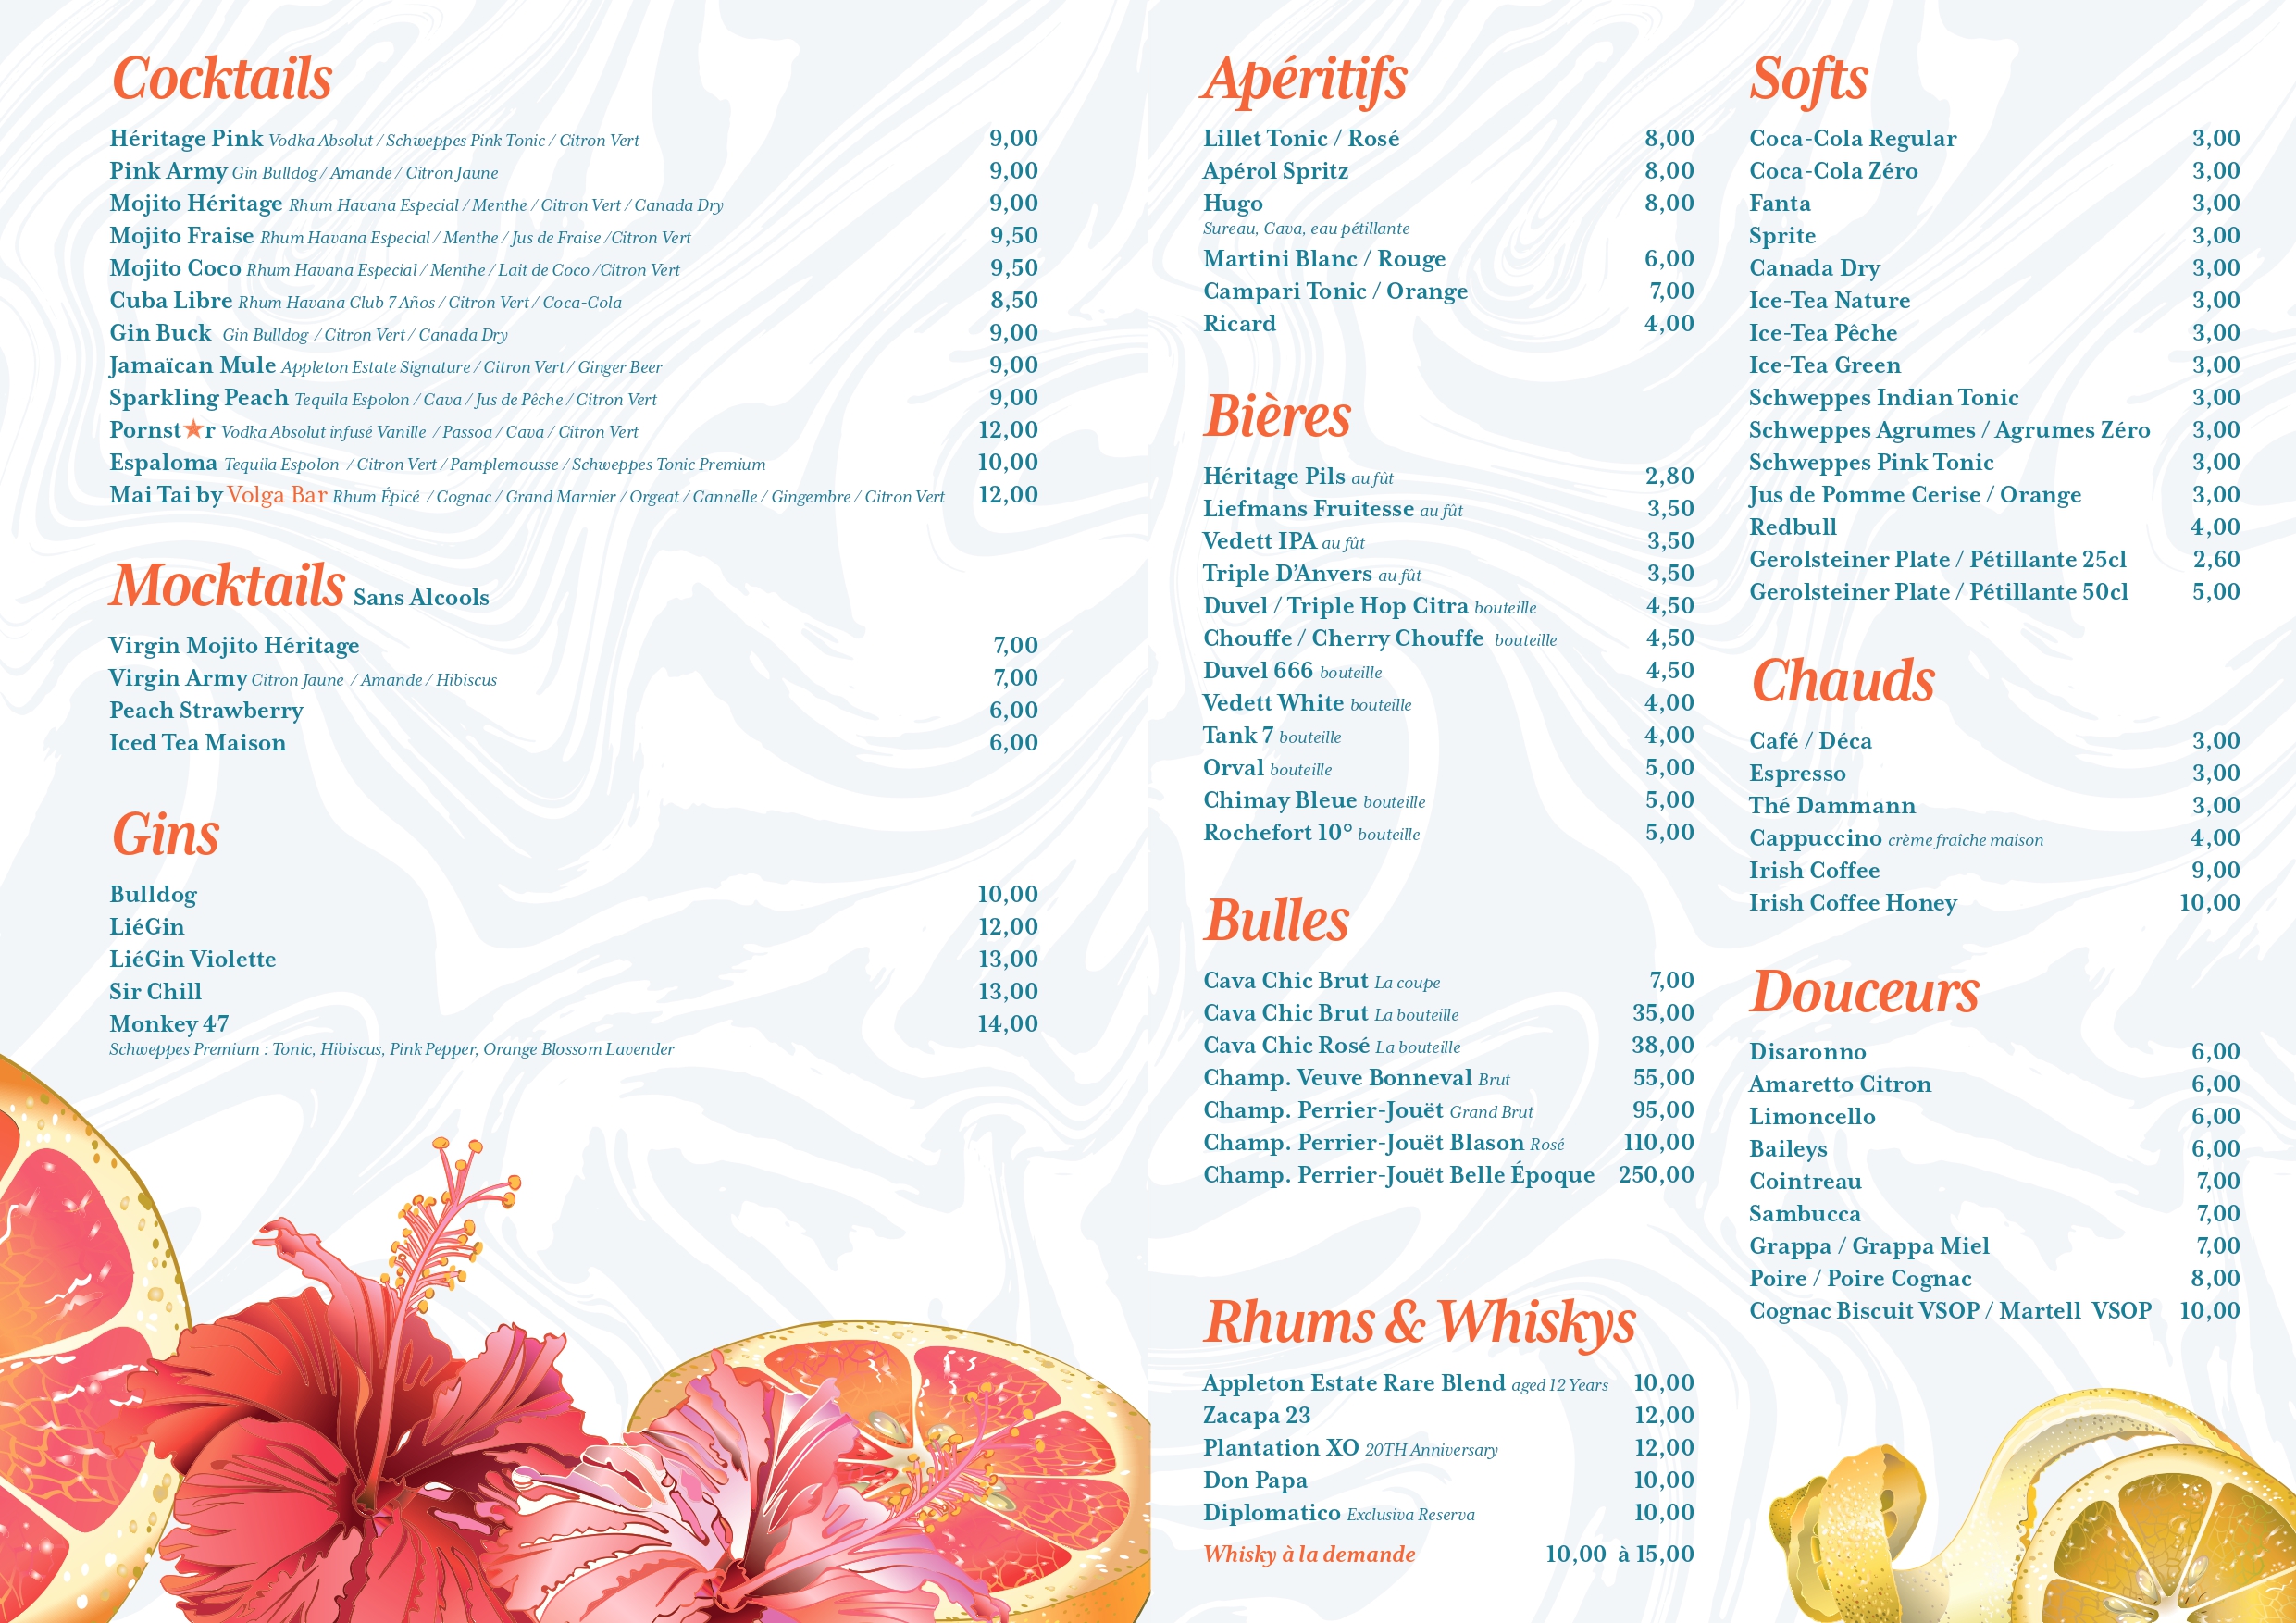 Cocktails
Héritage Pink Vodka Absolut / Schweppes Pink Tonic / Citron Vert 9,00
Pink Army Gin Bulldog / Amande / Citron Jaune 9,00
Mojito Héritage Rhum Havana Especial / Menthe / Citron Vert / Canada Dry 9,00
Mojito Fraise Rhum Havana Especial / Menthe / Jus de Fraise /Citron Vert 9,50
Mojito Coco Rhum Havana Especial / Menthe / Lait de Coco /Citron Vert 9,50
Cuba Libre Rhum Havana Club 7 Años / Citron Vert / Coca-Cola 8,50
Gin Buck Gin Bulldog / Citron Vert / Canada Dry 9,00
Jamaïcan Mule Appleton Estate Signature / Citron Vert / Ginger Beer 9,00
Sparkling Peach Tequila Espolon / Cava / Jus de Pêche / Citron Vert 9,00
Pornst★r Vodka Absolut infusé Vanille / Passoa / Cava / Citron Vert 12,00
Espaloma Tequila Espolon / Citron Vert / Pamplemousse / Schweppes Tonic Premium 10,00
Mai Tai by Volga Bar Rhum Épicé / Cognac / Grand Marnier / Orgeat / Cannelle / Gingembre / Citron Vert 12,00
Mocktails Sans Alcools
Virgin Mojito Héritage 7,00
Virgin Army Citron Jaune / Amande / Hibiscus 7,00
Peach Strawberry 6,00
Iced Tea Maison 6,00
Gins
Bulldog 10,00
LiéGin 12,00
LiéGin Violette 13,00
Sir Chill 13,00
Monkey 47 14,00
Schweppes Premium : Tonic, Hibiscus, Pink Pepper, Orange Blossom Lavender
Apéritifs
Lillet Tonic / Rosé 8,00
Apérol Spritz 8,00
Hugo 8,00
Sureau, Cava, eau pétillante
Martini Blanc / Rouge 6,00
Campari Tonic / Orange 7,00
Ricard 4,00
Bières
Héritage Pils au fût 2,80
Liefmans Fruitesse au fût 3,50
Vedett IPA au fût 3,50
Triple D’Anvers au fût 3,50
Duvel / Triple Hop Citra bouteille 4,50
Chouffe / Cherry Chouffe bouteille 4,50
Duvel 666 bouteille 4,50
Vedett White bouteille 4,00
Tank 7 bouteille 4,00
Orval bouteille 5,00
Chimay Bleue bouteille 5,00
Rochefort 10° bouteille 5,00
Bulles
Cava Chic Brut La coupe 7,00
Cava Chic Brut La bouteille 35,00
Cava Chic Rosé La bouteille 38,00
Champ. Veuve Bonneval Brut 55,00
Champ. Perrier-Jouët Grand Brut 95,00
Champ. Perrier-Jouët Blason Rosé 110,00
Champ. Perrier-Jouët Belle Époque 250,00
Rhums & Whiskys
Appleton Estate Rare Blend aged 12 Years 10,00
Zacapa 23 12,00
Plantation XO 20TH Anniversary 12,00
Don Papa 10,00
Diplomatico Exclusiva Reserva 10,00
Whisky à la demande 10,00 à 15,00
Softs
Coca-Cola Regular 3,00
Coca-Cola Zéro 3,00
Fanta 3,00
Sprite 3,00
Canada Dry 3,00
Ice-Tea Nature 3,00
Ice-Tea Pêche 3,00
Ice-Tea Green 3,00
Schweppes Indian Tonic 3,00
Schweppes Agrumes / Agrumes Zéro 3,00
Schweppes Pink Tonic 3,00
Jus de Pomme Cerise / Orange 3,00
Redbull 4,00
Gerolsteiner Plate / Pétillante 25cl 2,60
Gerolsteiner Plate / Pétillante 50cl 5,00
Chauds
Café / Déca 3,00
Espresso 3,00
Thé Dammann 3,00
Cappuccino crème fraîche maison 4,00
Irish Coffee 9,00
Irish Coffee Honey 10,00
Douceurs
Disaronno 6,00
Amaretto Citron 6,00
Limoncello 6,00
Baileys 6,00
Cointreau 7,00
Sambucca 7,00
Grappa / Grappa Miel 7,00
Poire / Poire Cognac 8,00
Cognac Biscuit VSOP / Martell VSOP 10,00